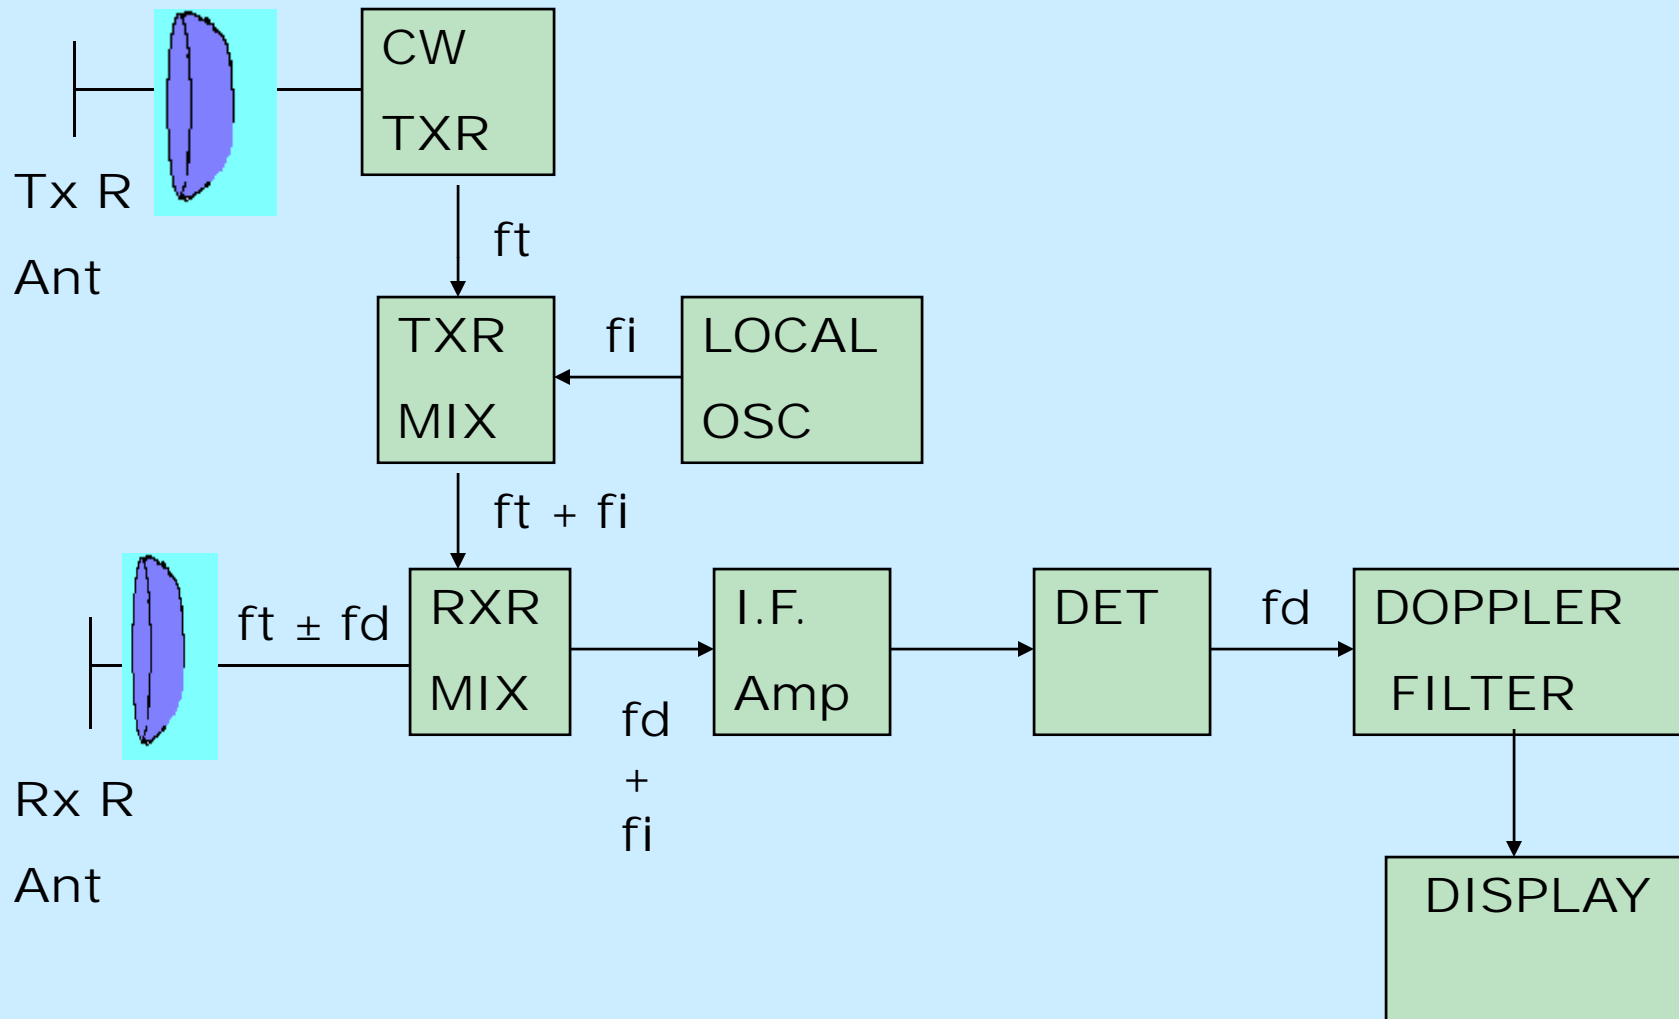 CW
TXR
Tx R
Ant
ft
TXR
MIX
fi
LOCAL
OSC
ft + fi
ft ± fd
RXR
MIX
fd
+
fi
I.F.
Amp
DET
fd
DOPPLER
FILTER
Rx R
Ant
DISPLAY